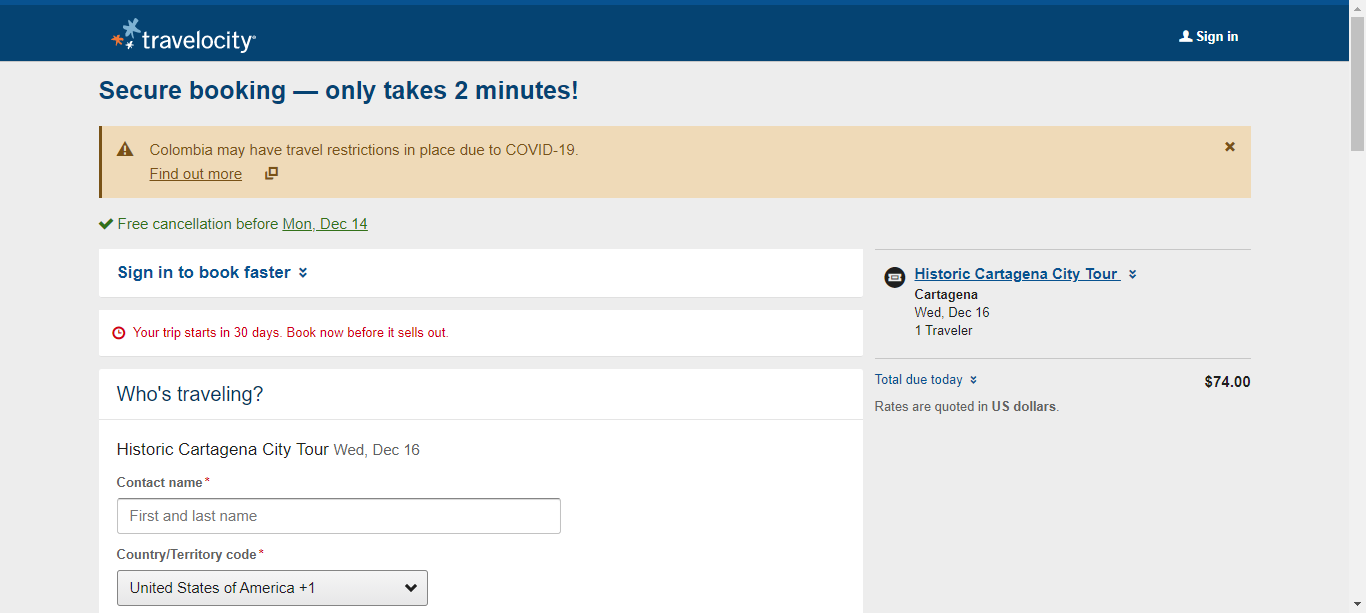 travelocity
Sign in
Secure booking — only takes 2 minutes!
Colombia may have travel restrictions in place due to COVID-19.
Find out more
Free cancellation before Mon, Dec 14
Sign in to book faster
Your trip starts in 30 days. Book now before it sells out.
Who's traveling?
Historic Cartagena City Tour Wed, Dec 16
Contact name*
First and last name
Country/Territory code*
United States of America +1
Historic Cartagena City Tour
Cartagena
Wed, Dec 16
1 Traveler
Total due today $74.00
Rates are quoted in US dollars.